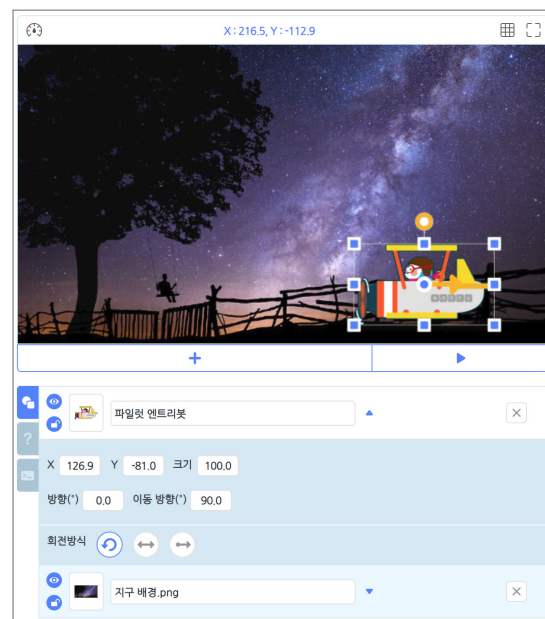 X : 216.5, Y : -112.9
파일럿 엔트리봇
X 126.9 Y -81.0 크기 100.0
방향(°) 0.0 이동 방향(°) 90.0
회전방식
지구 배경.png